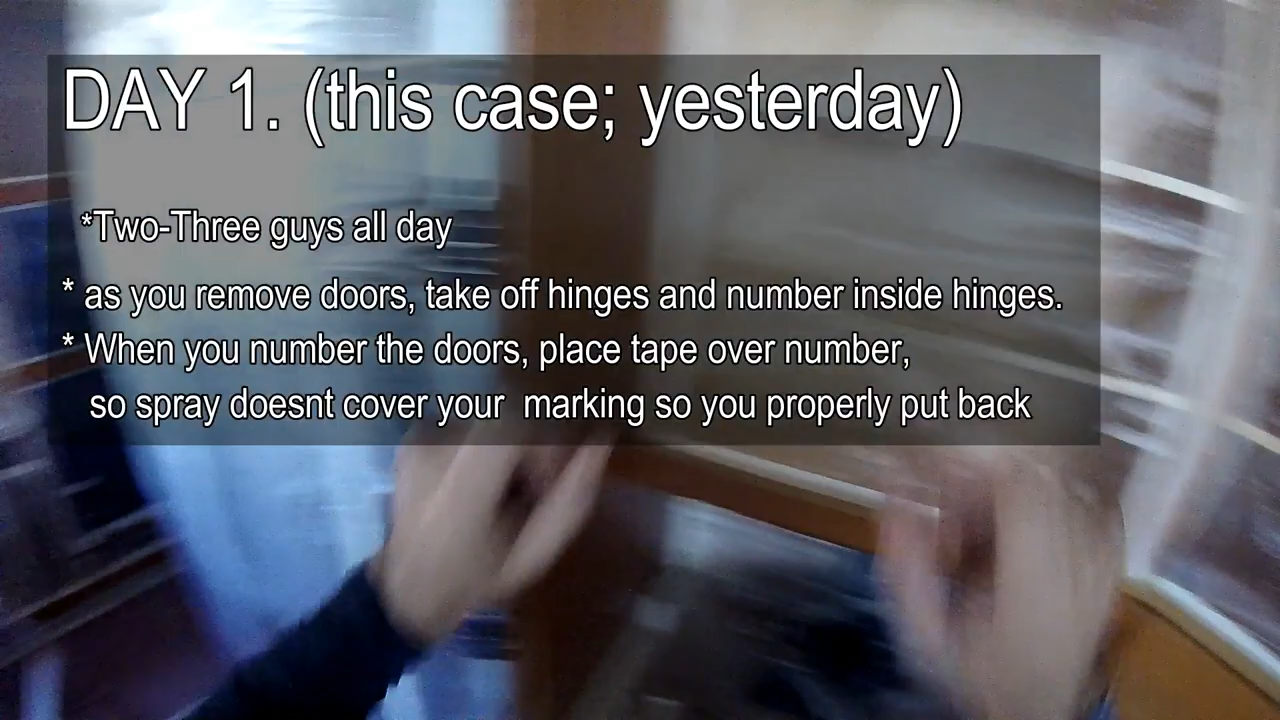 DAY 1. (this case; yesterday)
*Two-Three guys all day
* as you remove doors, take off hinges and number inside hinges.
* When you number the doors, place tape over number,
so spray doesnt cover your marking so you properly put back